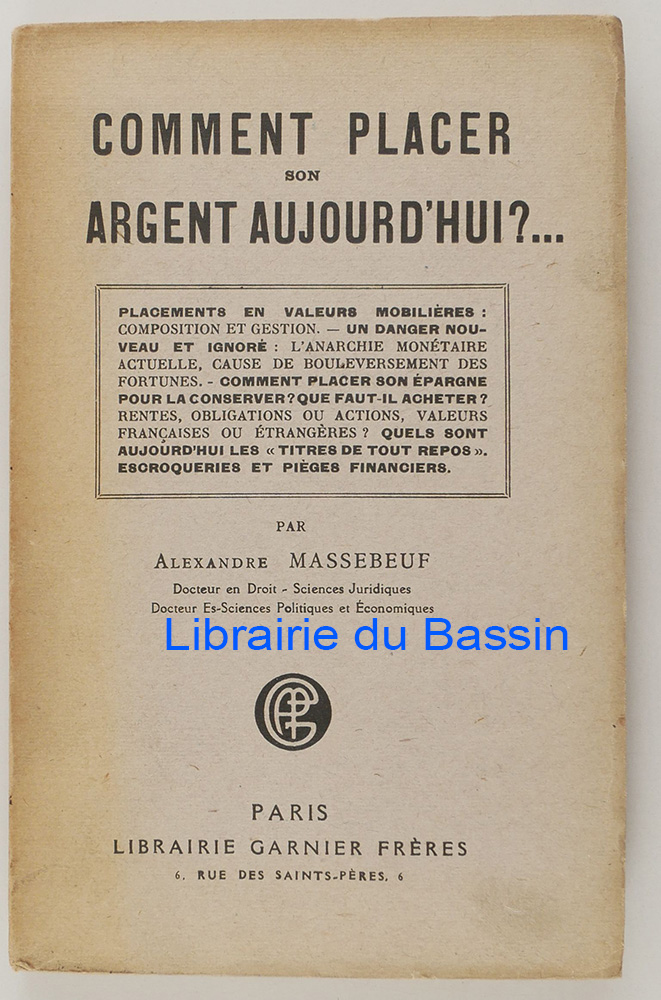 COMMENT PLACER
SON
ARGENT AUJOURD'HUI?...
PLACEMENTS EN VALEURS MOBILIÈRES :
COMPOSITION ET GESTION. — UN DANGER NOU-
VEAU ET IGNORÉ : L'ANARCHIE MONÉTAIRE
ACTUELLE, CAUSE DE BOULEVERSEMENT DES
FORTUNES. - COMMENT PLACER SON ÉPARGNE
POUR LA CONSERVER? QUE FAUT-IL ACHETER?
RENTES, OBLIGATIONS OU ACTIONS, VALEURS
FRANÇAISES OU ÉTRANGÈRES ? QUELS SONT
AUJOURD'HUI LES « TITRES DE TOUT REPOS ».
ESCROQUERIES ET PIÈGES FINANCIERS.
PAR
ALEXANDRE MASSEBEUF
Docteur en Droit - Sciences Juridiques
Docteur Es-Sciences Politiques et Économiques
Librairie du Bassin
PARIS
LIBRAIRIE GARNIER FRÈRES
6, RUE DES SAINTS-PÈRES, 6